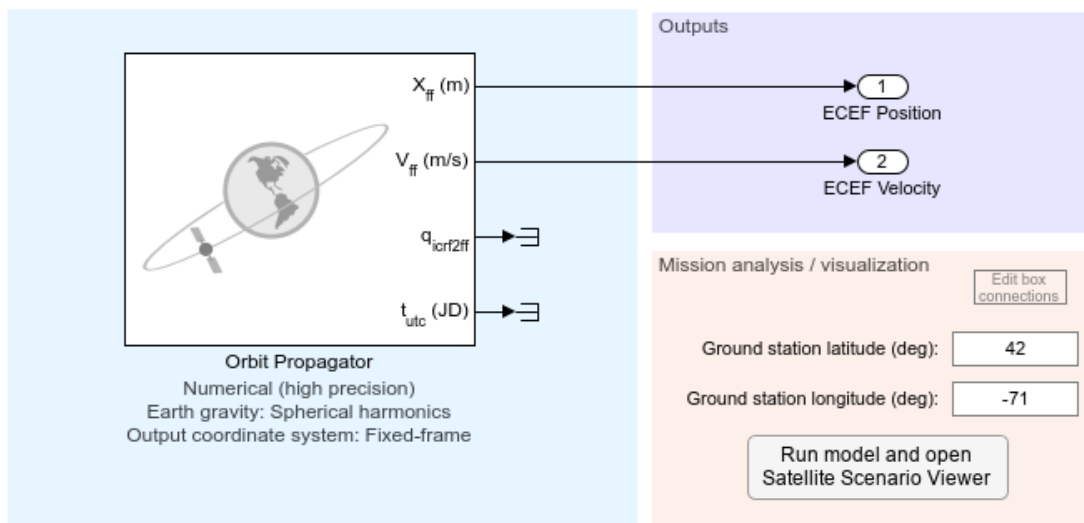 X_ff (m)
V_ff (m/s)
q_icrf2ff
t_utc (JD)
Orbit Propagator
Numerical (high precision)
Earth gravity: Spherical harmonics
Output coordinate system: Fixed-frame
Outputs
1
ECEF Position
2
ECEF Velocity
Mission analysis / visualization
Edit box
connections
Ground station latitude (deg): 42
Ground station longitude (deg): -71
Run model and open
Satellite Scenario Viewer